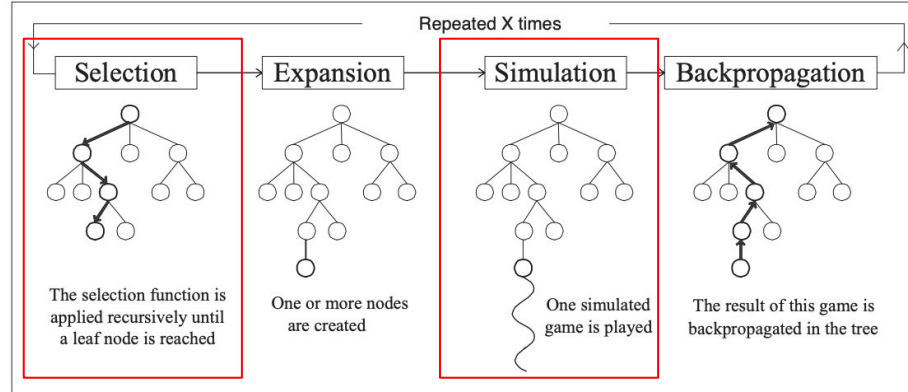 Repeated X times
Selection
Expansion
Simulation
Backpropagation
The selection function is
applied recursively until
a leaf node is reached
One or more nodes
are created
One simulated
game is played
The result of this game is
backpropagated in the tree